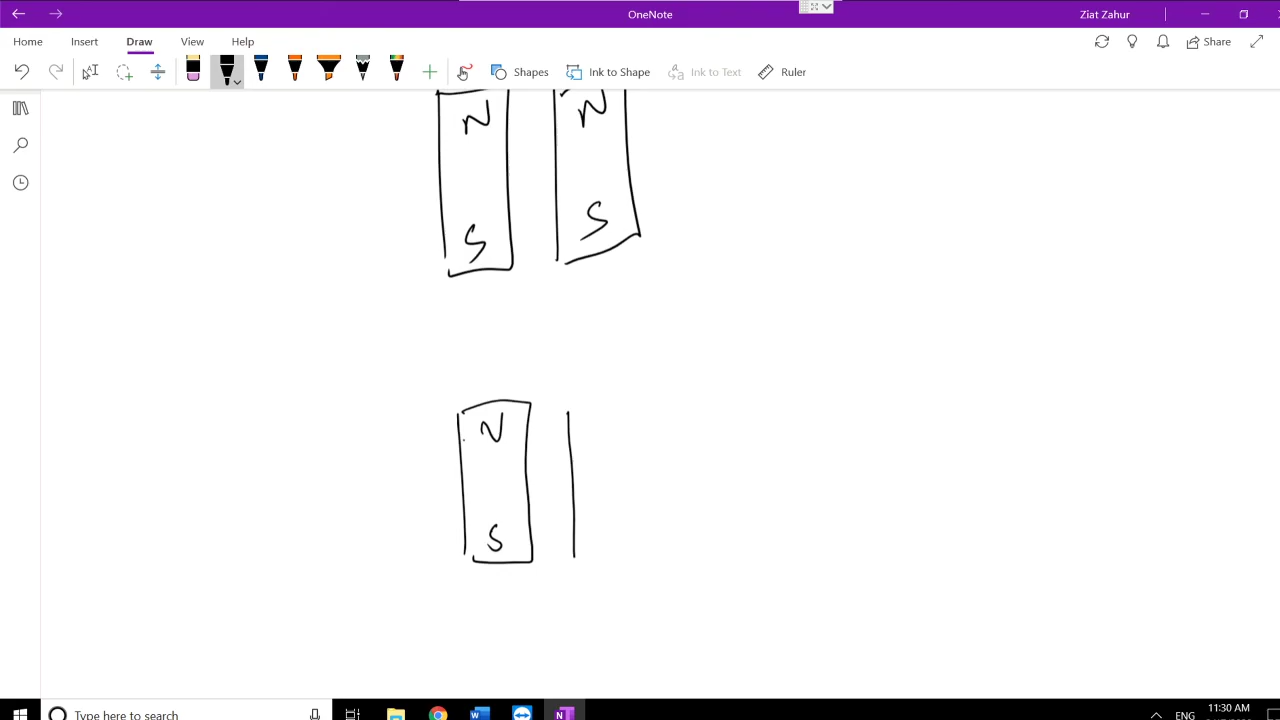 OneNote
Ziat Zahur
Home Insert Draw View Help
Share
Shapes Ink to Shape Ink to Text Ruler
N N
S S
N
S
Type here to search
ENG
11:30 AM